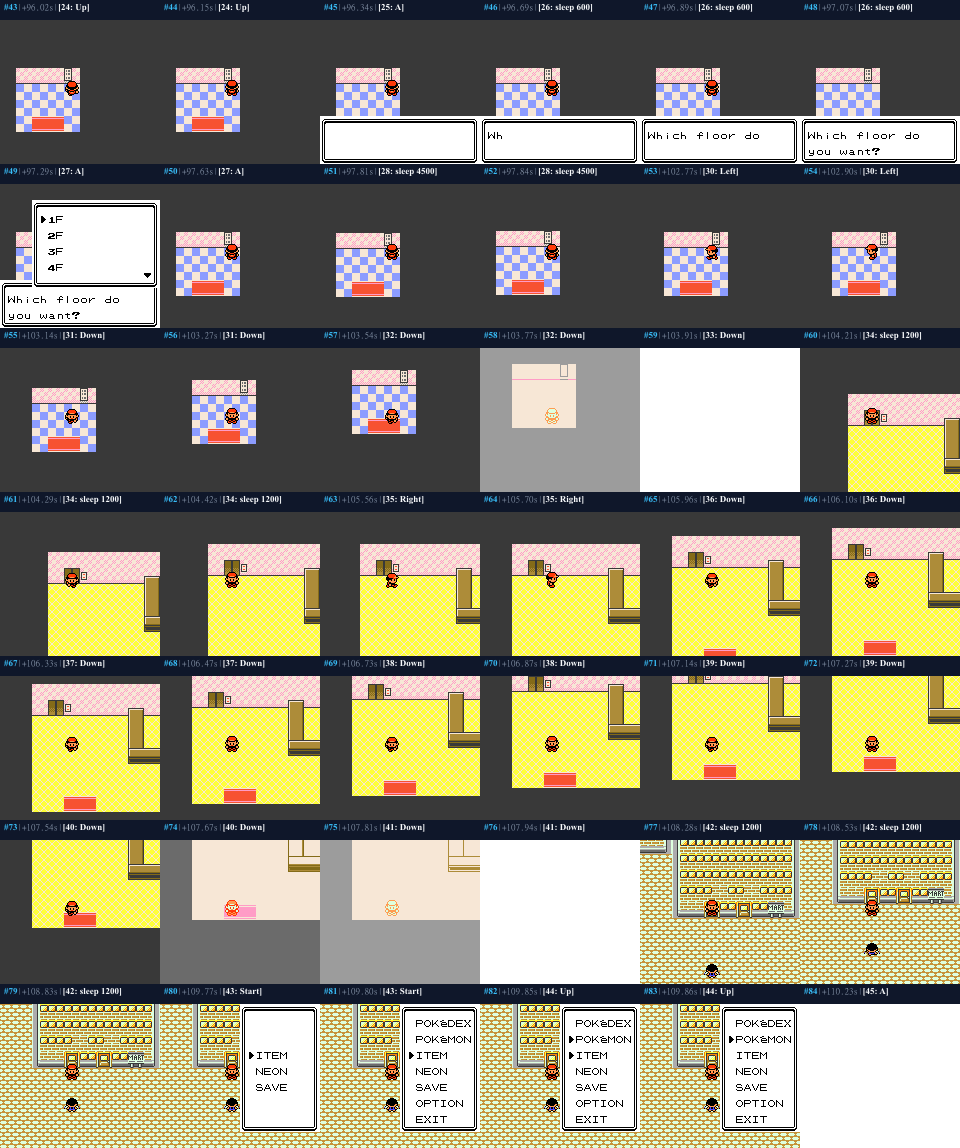 #43|+96.02s| [24: Up]
#44|+96.15s| [24: Up]
#45|+96.34s| [25: A]
#46|+96.69s| [26: sleep 600]
#47|+96.89s| [26: sleep 600]
#48|+97.07s| [26: sleep 600]
Wh
Which floor do
Which floor do
you want?
#49|+97.29s| [27: A]
#50|+97.63s| [27: A]
#51|+97.81s| [28: sleep 4500]
#52|+97.84s| [28: sleep 4500]
#53|+102.77s| [30: Left]
#54|+102.90s| [30: Left]
1F
2F
3F
4F
Which floor do
you want?
#55|+103.14s| [31: Down]
#56|+103.27s| [31: Down]
#57|+103.54s| [32: Down]
#58|+103.77s| [32: Down]
#59|+103.91s| [33: Down]
#60|+104.21s| [34: sleep 1200]
#61|+104.29s| [34: sleep 1200]
#62|+104.42s| [34: sleep 1200]
#63|+105.56s| [35: Right]
#64|+105.70s| [35: Right]
#65|+105.96s| [36: Down]
#66|+106.10s| [36: Down]
#67|+106.33s| [37: Down]
#68|+106.47s| [37: Down]
#69|+106.73s| [38: Down]
#70|+106.87s| [38: Down]
#71|+107.14s| [39: Down]
#72|+107.27s| [39: Down]
#73|+107.54s| [40: Down]
#74|+107.67s| [40: Down]
#75|+107.81s| [41: Down]
#76|+107.94s| [41: Down]
#77|+108.28s| [42: sleep 1200]
#78|+108.53s| [42: sleep 1200]
MART
MART
#79|+108.83s| [42: sleep 1200]
#80|+109.77s| [43: Start]
#81|+109.80s| [43: Start]
#82|+109.85s| [44: Up]
#83|+109.86s| [44: Up]
#84|+110.23s| [45: A]
MART
ITEM
NEON
SAVE
POKéDEX
POKéMON
ITEM
NEON
SAVE
OPTION
EXIT
POKéDEX
POKéMON
ITEM
NEON
SAVE
OPTION
EXIT
POKéDEX
POKéMON
ITEM
NEON
SAVE
OPTION
EXIT